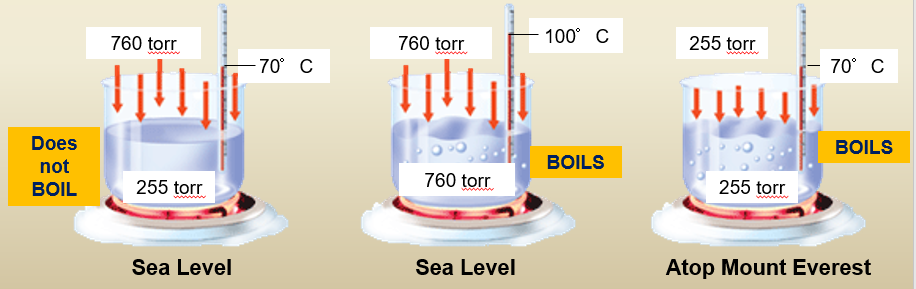 760 torr
70° C
Does
not
BOIL
255 torr
Sea Level
760 torr
100° C
BOILS
760 torr
Sea Level
255 torr
70° C
BOILS
255 torr
Atop Mount Everest